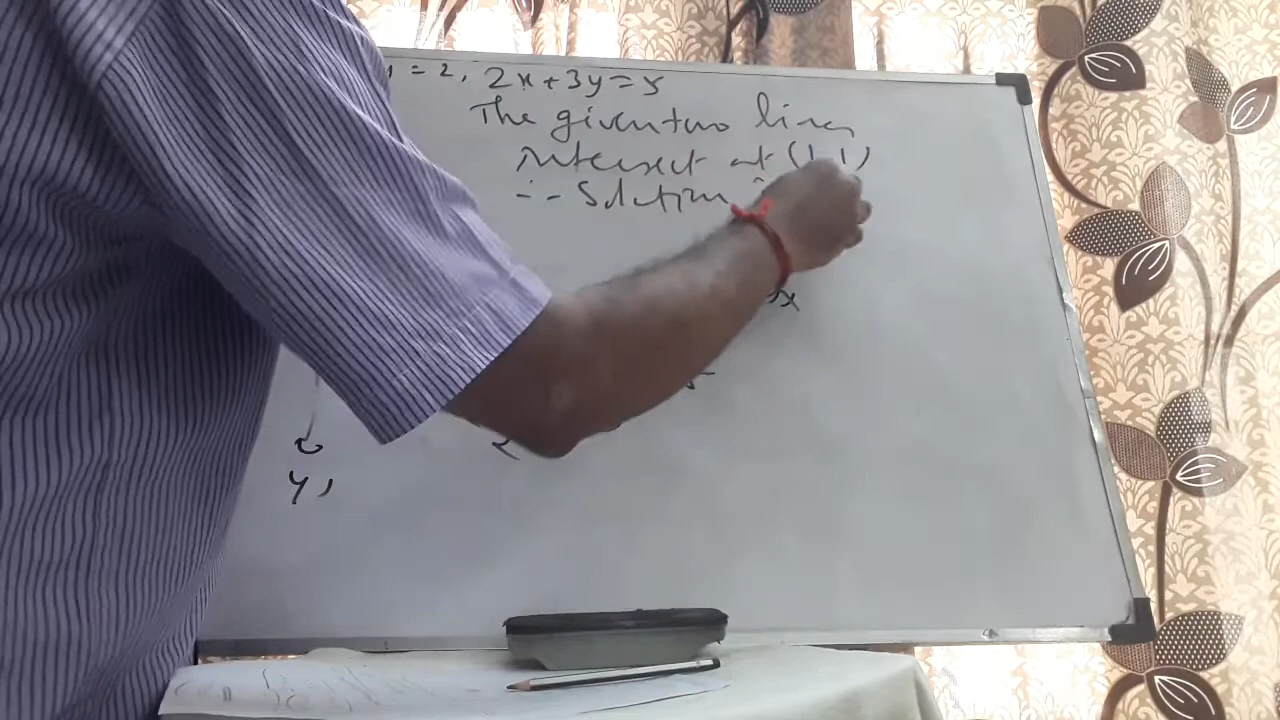 = 2, 2x+3y=5
The given two lines
intersect at (1,1)
∴ Solution
x
y'